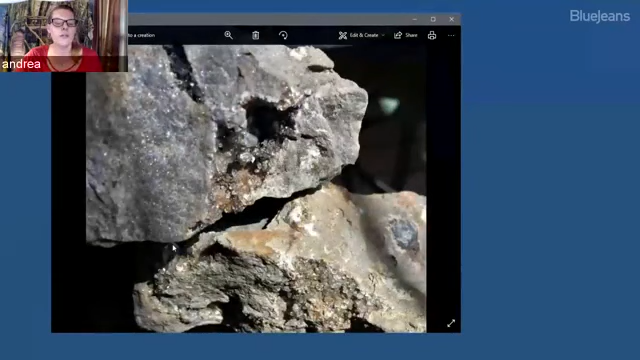 BlueJeans
to a creation
Edit & Create
Share
andrea